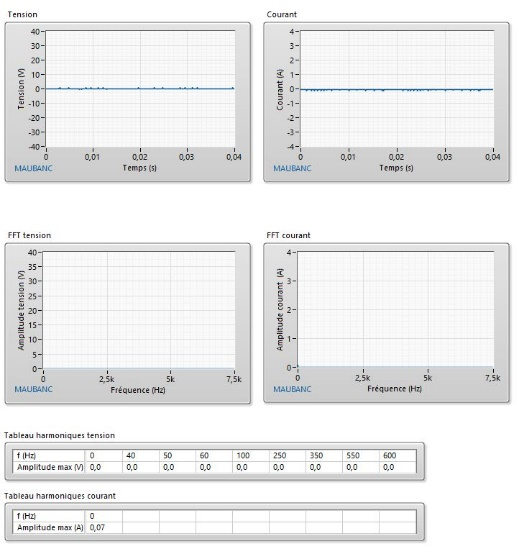 Tension
Courant
Tension (V)
40
30
20
10
0
-10
-20
-30
-40
0
0,01
0,02
0,03
0,04
MAUBANC
Temps (s)
Courant (A)
4
3
2
1
0
-1
-2
-3
-4
0
0,01
0,02
0,03
0,04
MAUBANC
Temps (s)
FFT tension
FFT courant
Amplitude tension (V)
40
35
30
25
20
15
10
5
0
0
2,5k
5k
7,5k
MAUBANC
Fréquence (Hz)
Amplitude courant (A)
4
3
2
1
0
0
2,5k
5k
7,5k
MAUBANC
Fréquence (Hz)
Tableau harmoniques tension
f (Hz) 0 40 50 60 100 250 350 550 600
Amplitude max (V) 0,0 0,0 0,0 0,0 0,0 0,0 0,0 0,0 0,0
Tableau harmoniques courant
f (Hz) 0
Amplitude max (A) 0,07